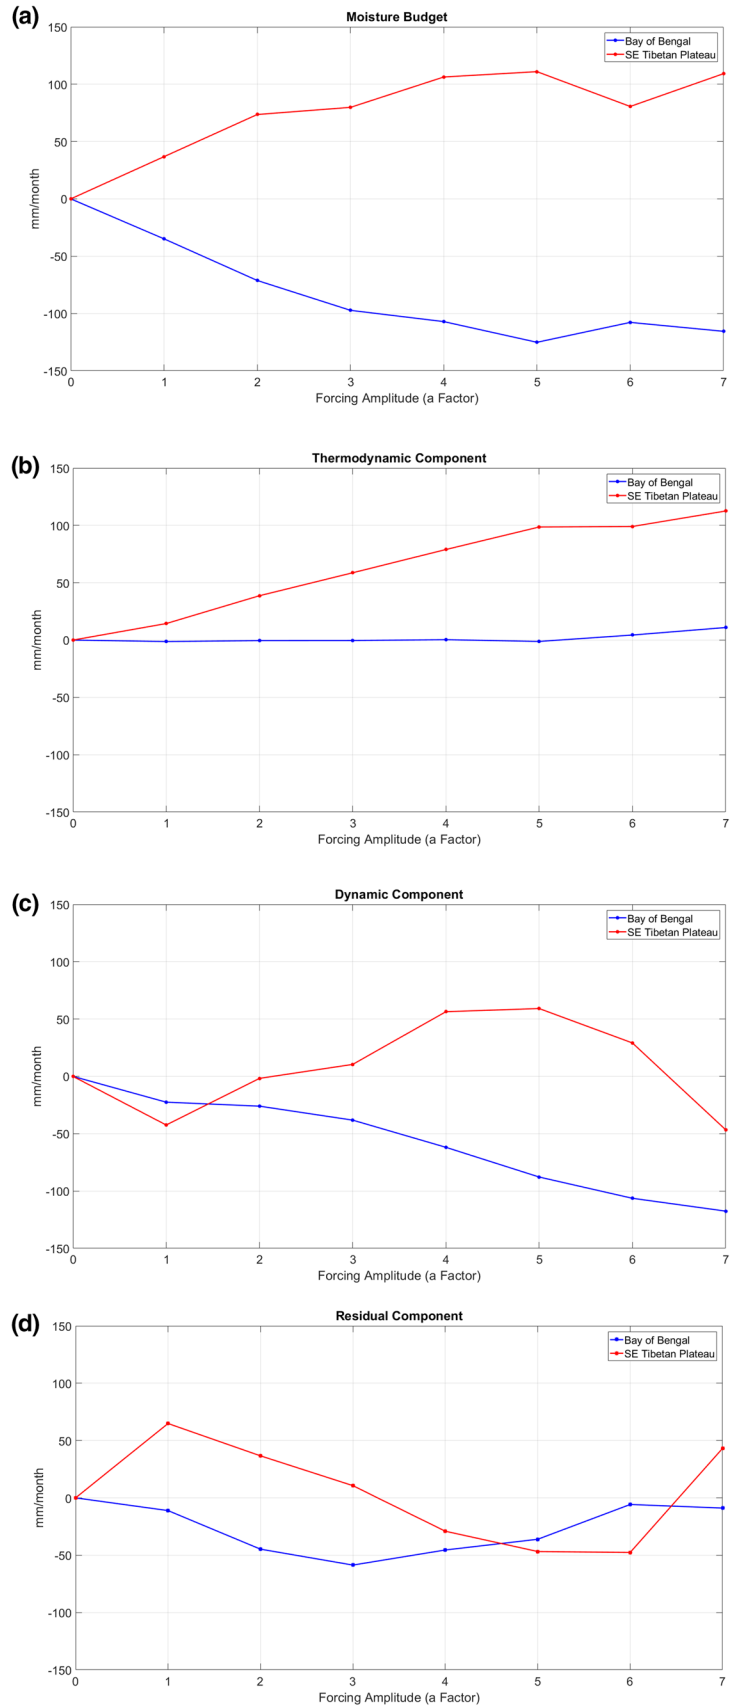 (a)
Moisture Budget
150
100
50
0
-50
-100
-150
mm/month
Bay of Bengal
SE Tibetan Plateau
0 1 2 3 4 5 6 7
Forcing Amplitude (a Factor)
(b)
Thermodynamic Component
150
100
50
0
-50
-100
-150
mm/month
Bay of Bengal
SE Tibetan Plateau
0 1 2 3 4 5 6 7
Forcing Amplitude (a Factor)
(c)
Dynamic Component
150
100
50
0
-50
-100
-150
mm/month
Bay of Bengal
SE Tibetan Plateau
0 1 2 3 4 5 6 7
Forcing Amplitude (a Factor)
(d)
Residual Component
150
100
50
0
-50
-100
-150
mm/month
Bay of Bengal
SE Tibetan Plateau
0 1 2 3 4 5 6 7
Forcing Amplitude (a Factor)